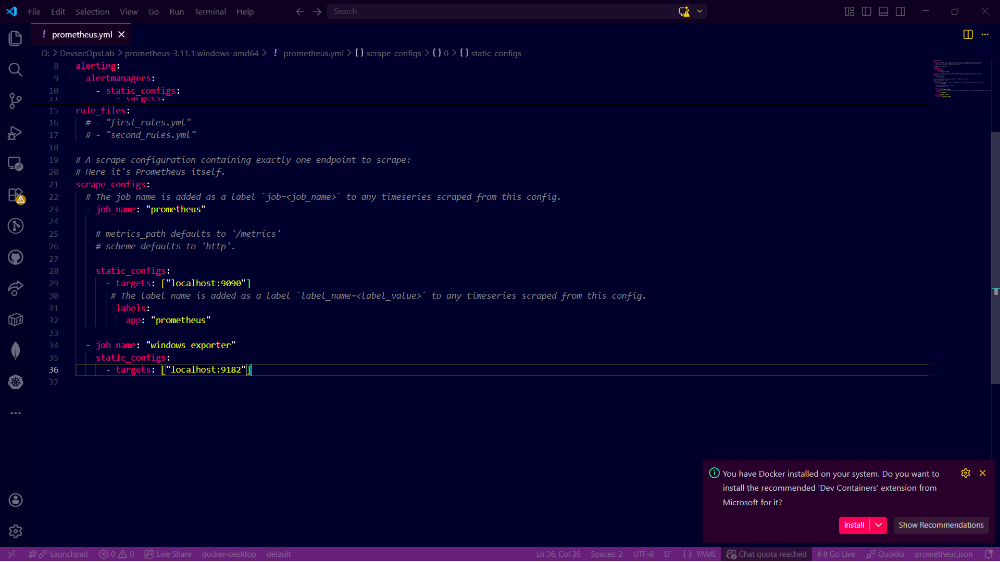 File Edit Selection View Go Run Terminal Help
Search
! prometheus.yml
D: > DevsecOpsLab > prometheus-3.11.1.windows-amd64 > ! prometheus.yml > [ ] scrape_configs > { } 0 > [ ] static_configs
8 alerting:
9 alertmanagers:
10 - static_configs:
11 - targets:
15 rule_files:
16 # - "first_rules.yml"
17 # - "second_rules.yml"
18
19 # A scrape configuration containing exactly one endpoint to scrape:
20 # Here it's Prometheus itself.
21 scrape_configs:
22 # The job name is added as a label `job=<job_name>` to any timeseries scraped from this config.
23 - job_name: "prometheus"
24
25 # metrics_path defaults to '/metrics'
26 # scheme defaults to 'http'.
27
28 static_configs:
29 - targets: ["localhost:9090"]
30 # The label name is added as a label `label_name=<label_value>` to any timeseries scraped from this config.
31 labels:
32 app: "prometheus"
33
34 - job_name: "windows_exporter"
35 static_configs:
36 - targets: ["localhost:9182"]
37
You have Docker installed on your system. Do you want to
install the recommended 'Dev Containers' extension from
Microsoft for it?
Install Show Recommendations
Launchpad 0 0 Live Share docker-desktop default Ln 36, Col 36 Spaces: 2 UTF-8 LF { } YAML Chat quota reached Go Live Quokka prometheus.json